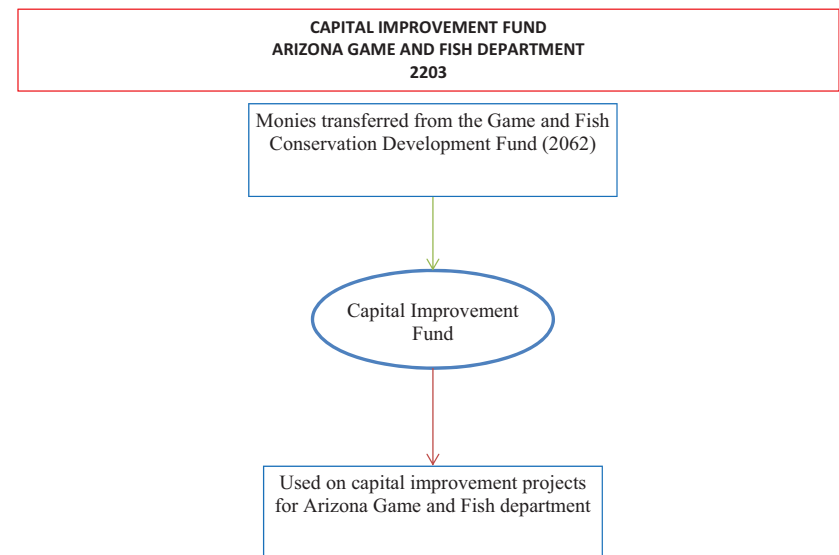 CAPITAL IMPROVEMENT FUND
ARIZONA GAME AND FISH DEPARTMENT
2203
Monies transferred from the Game and Fish
Conservation Development Fund (2062)
Capital Improvement
Fund
Used on capital improvement projects
for Arizona Game and Fish department